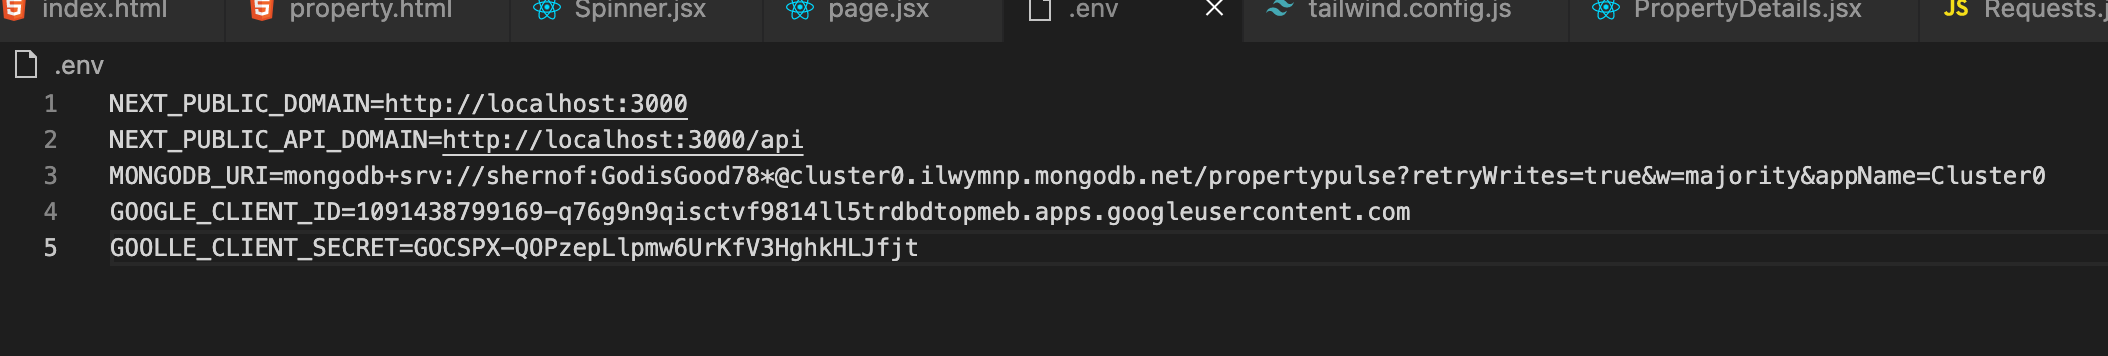 index.html property.html Spinner.jsx page.jsx .env tailwind.config.js PropertyDetails.jsx JS Requests.j
.env
1 NEXT_PUBLIC_DOMAIN=http://localhost:3000
2 NEXT_PUBLIC_API_DOMAIN=http://localhost:3000/api
3 MONGODB_URI=mongodb+srv://shernof:GodisGood78*@cluster0.ilwymnp.mongodb.net/propertypulse?retryWrites=true&w=majority&appName=Cluster0
4 GOOGLE_CLIENT_ID=1091438799169-q76g9n9qisctvf9814ll5trdbdtopmeb.apps.googleusercontent.com
5 GOOLLE_CLIENT_SECRET=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